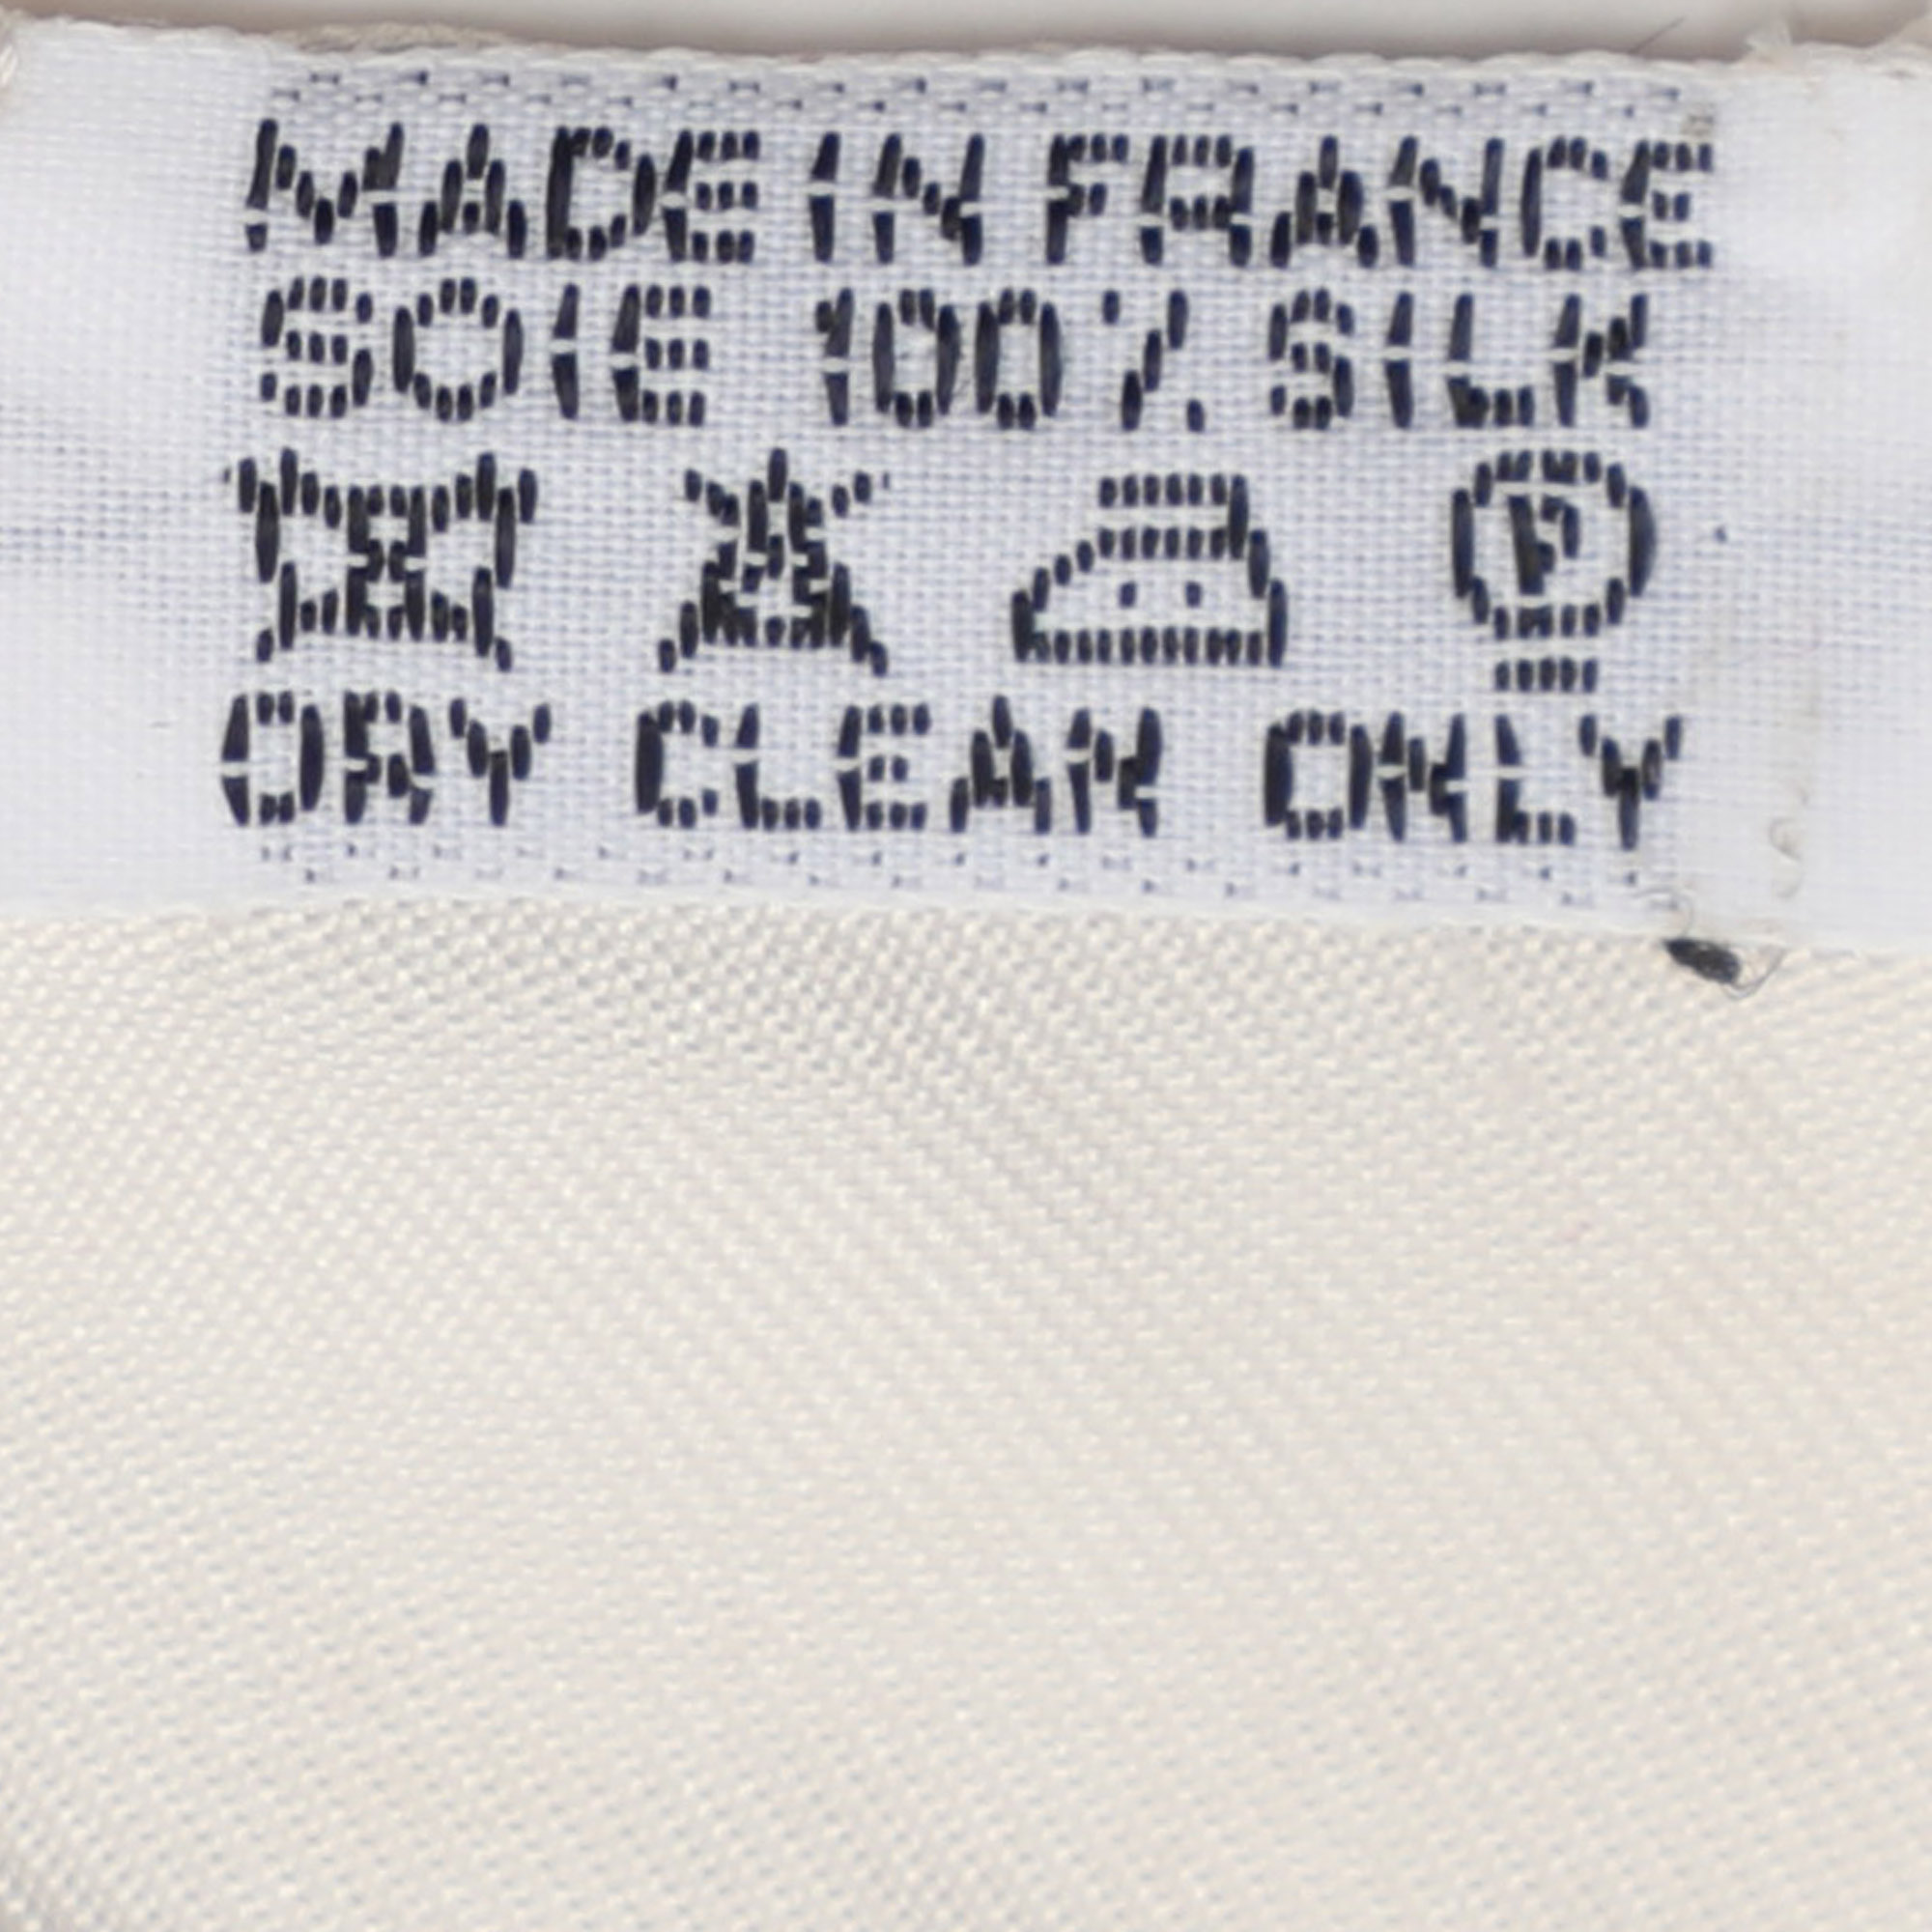 MADE IN FRANCE
SOIE 100% SILK
P
DRY CLEAN ONLY